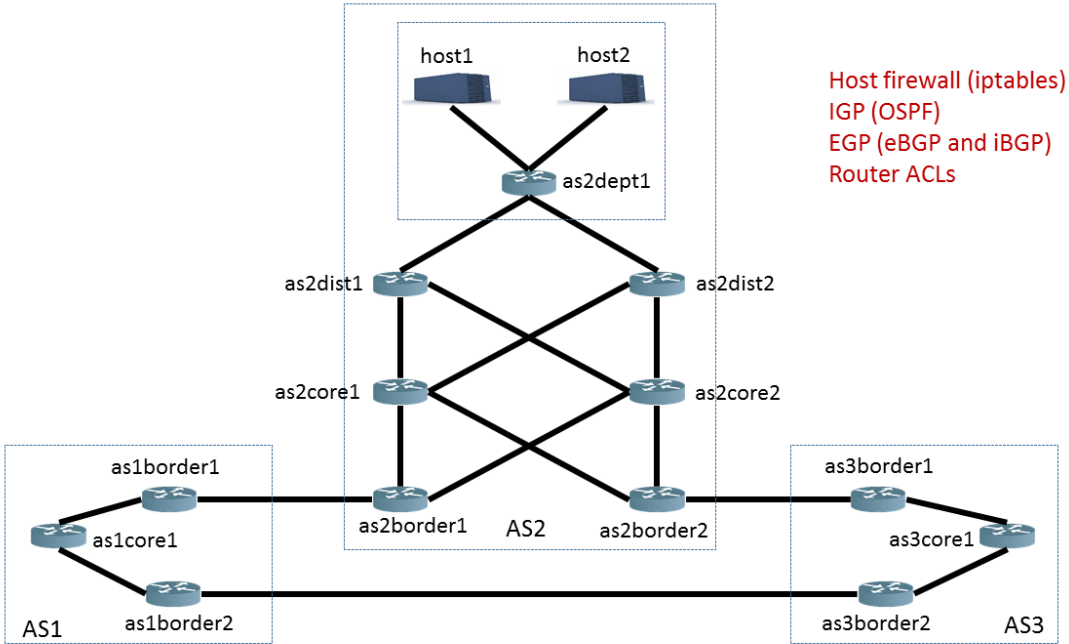 host1
host2
Host firewall (iptables)
IGP (OSPF)
EGP (eBGP and iBGP)
Router ACLs
as2dept1
as2dist1
as2dist2
as2core1
as2core2
as1border1
as3border1
as2border1
as2border2
AS2
as1core1
as3core1
as1border2
as3border2
AS1
AS3